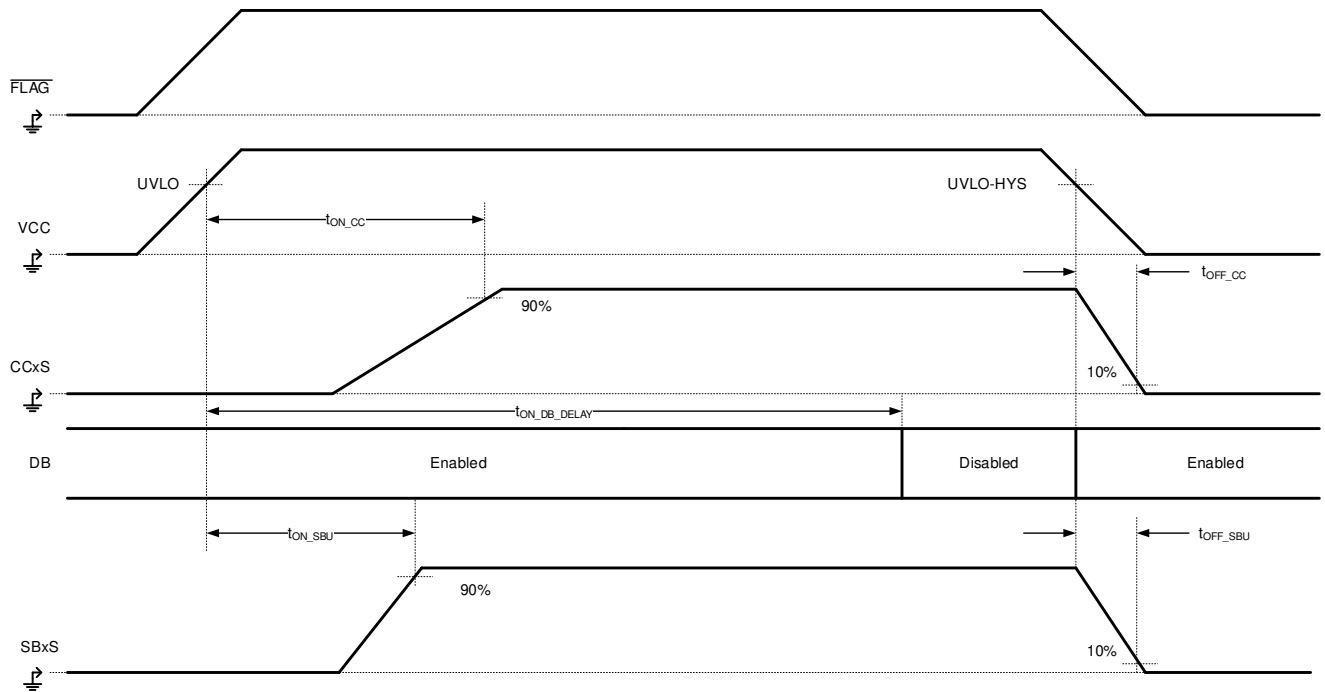 FLAG
UVLO
UVLO-HYS
tON_CC
VCC
tOFF_CC
90%
CCxS
10%
tON_DB_DELAY
DB
Enabled
Disabled
Enabled
tON_SBU
tOFF_SBU
90%
SBxS
10%